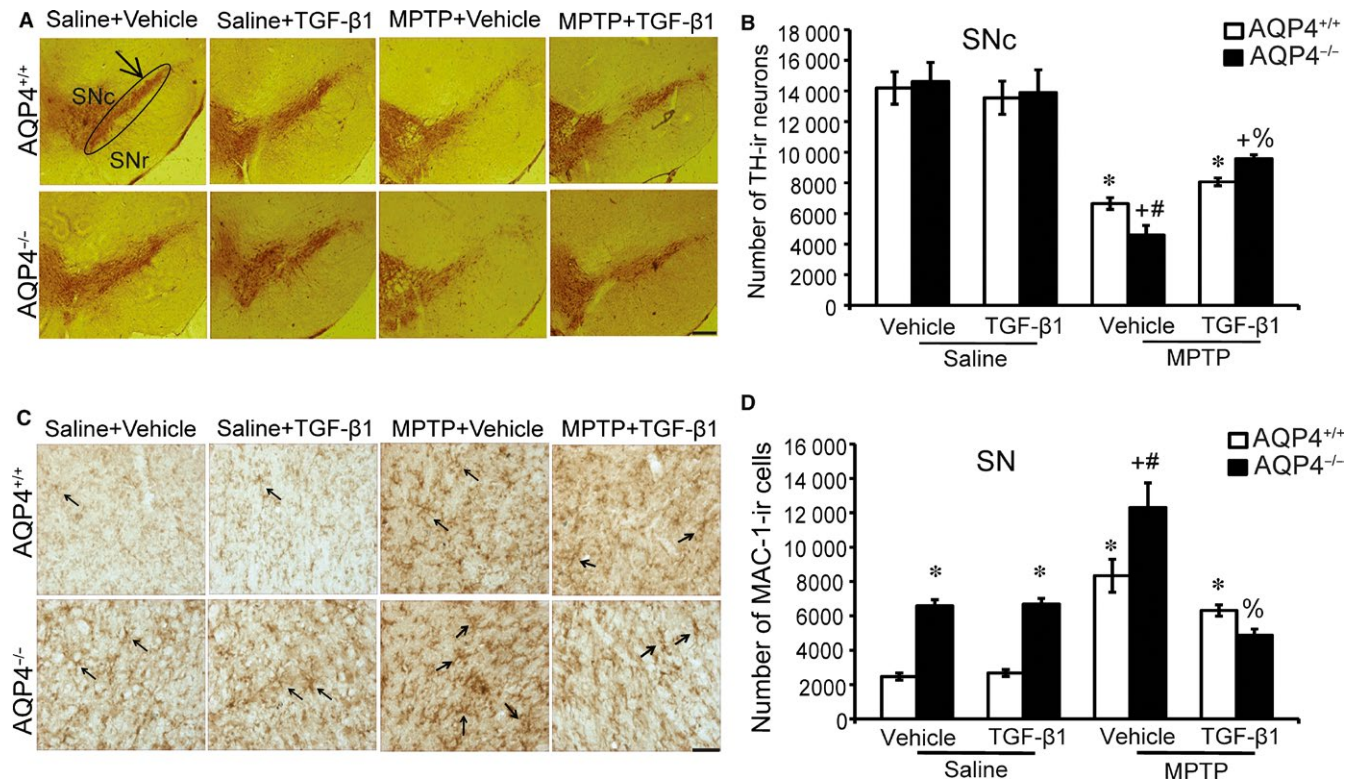 A
Saline+Vehicle
Saline+TGF-β1
MPTP+Vehicle
MPTP+TGF-β1
AQP4+/+
SNc
SNr
AQP4−/−
B
SNc
AQP4+/+
AQP4−/−
Number of TH-ir neurons
18 000
16 000
14 000
12 000
10 000
8000
6000
4000
2000
0
*
+#
*
+%
Vehicle TGF-β1 Vehicle TGF-β1
Saline MPTP
C
Saline+Vehicle
Saline+TGF-β1
MPTP+Vehicle
MPTP+TGF-β1
AQP4+/+
AQP4−/−
D
SN
AQP4+/+
AQP4−/−
Number of MAC-1-ir cells
16 000
14 000
12 000
10 000
8000
6000
4000
2000
0
*
*
*
+#
*
%
Vehicle TGF-β1 Vehicle TGF-β1
Saline MPTP